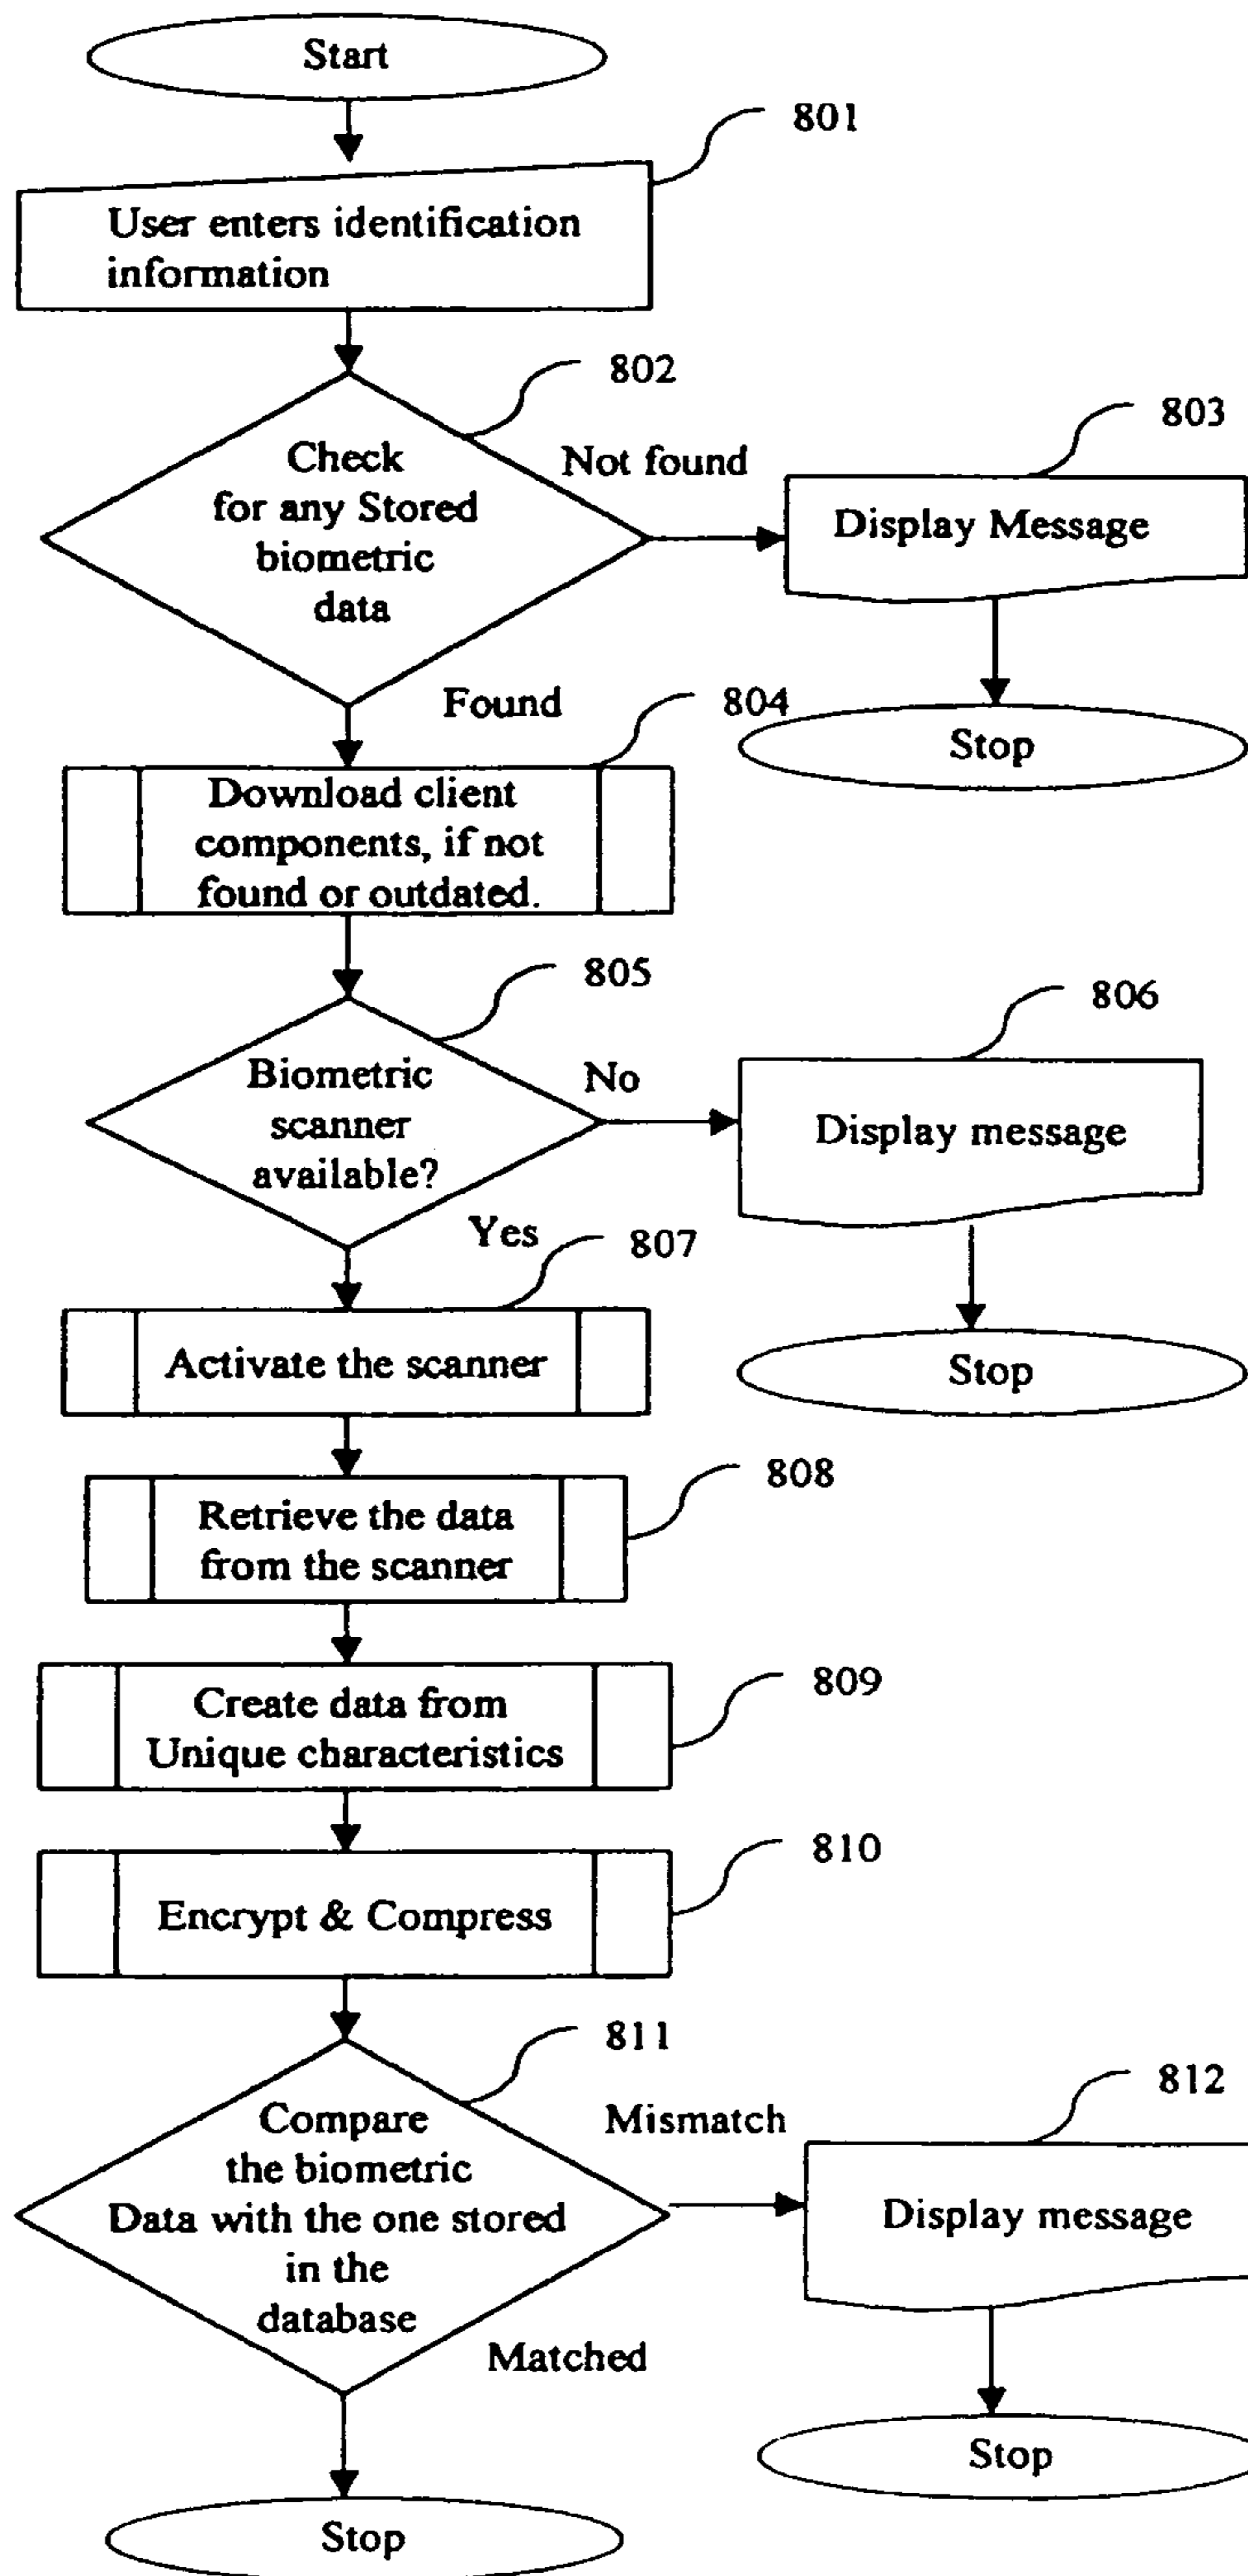 Start
801
User enters identification
information
802
Check
for any Stored
biometric
data
Not found
803
Display Message
Stop
Found
804
Download client
components, if not
found or outdated.
805
Biometric
scanner
available?
No
806
Display message
Stop
Yes
807
Activate the scanner
808
Retrieve the data
from the scanner
809
Create data from
Unique characteristics
810
Encrypt & Compress
811
Compare
the biometric
Data with the one stored
in the
database
Mismatch
812
Display message
Stop
Matched
Stop